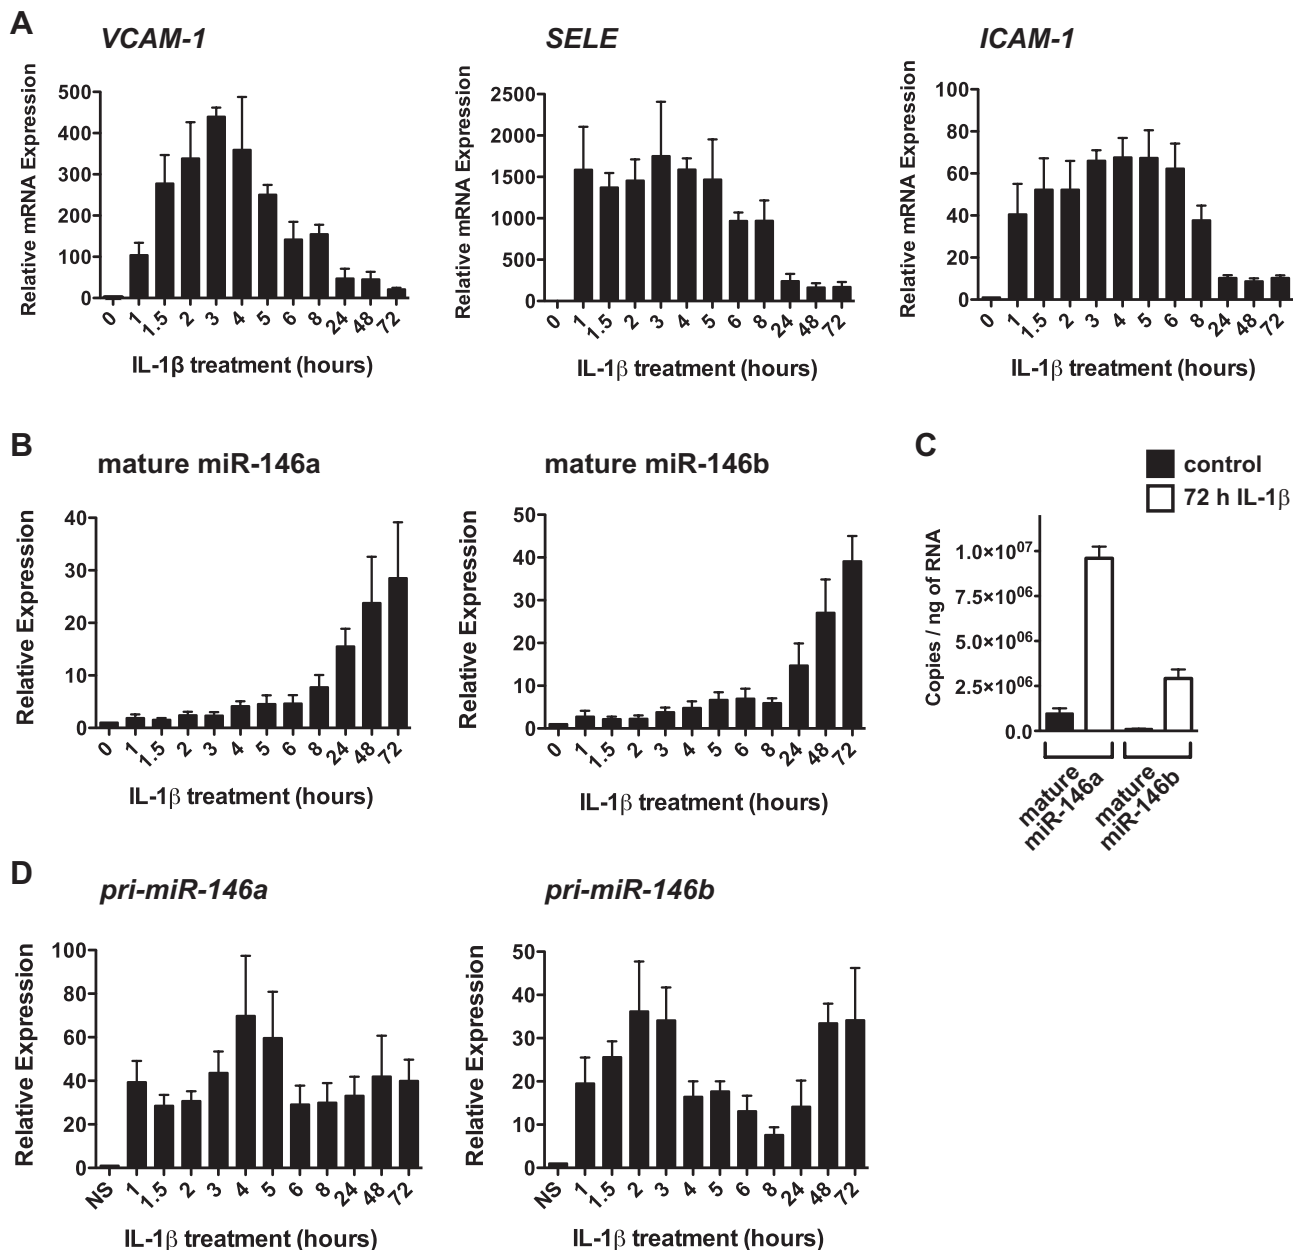 A
VCAM-1
SELE
ICAM-1
Relative mRNA Expression
500
400
300
200
100
0
0 1 1.5 2 3 4 5 6 8 24 48 72
IL-1β treatment (hours)
Relative mRNA Expression
2500
2000
1500
1000
500
0
0 1 1.5 2 3 4 5 6 8 24 48 72
IL-1β treatment (hours)
Relative mRNA Expression
100
80
60
40
20
0
0 1 1.5 2 3 4 5 6 8 24 48 72
IL-1β treatment (hours)
B
mature miR-146a
Relative Expression
40
30
20
10
0
0 1 1.5 2 3 4 5 6 8 24 48 72
IL-1β treatment (hours)
mature miR-146b
Relative Expression
50
40
30
20
10
0
0 1 1.5 2 3 4 5 6 8 24 48 72
IL-1β treatment (hours)
C
control
72 h IL-1β
Copies / ng of RNA
1.0×10⁰⁷
7.5×10⁰⁶
5.0×10⁰⁶
2.5×10⁰⁶
0.0
mature
miR-146a
mature
miR-146b
D
pri-miR-146a
Relative Expression
100
80
60
40
20
0
NS 1 1.5 2 3 4 5 6 8 24 48 72
IL-1β treatment (hours)
pri-miR-146b
Relative Expression
50
40
30
20
10
0
NS 1 1.5 2 3 4 5 6 8 24 48 72
IL-1β treatment (hours)